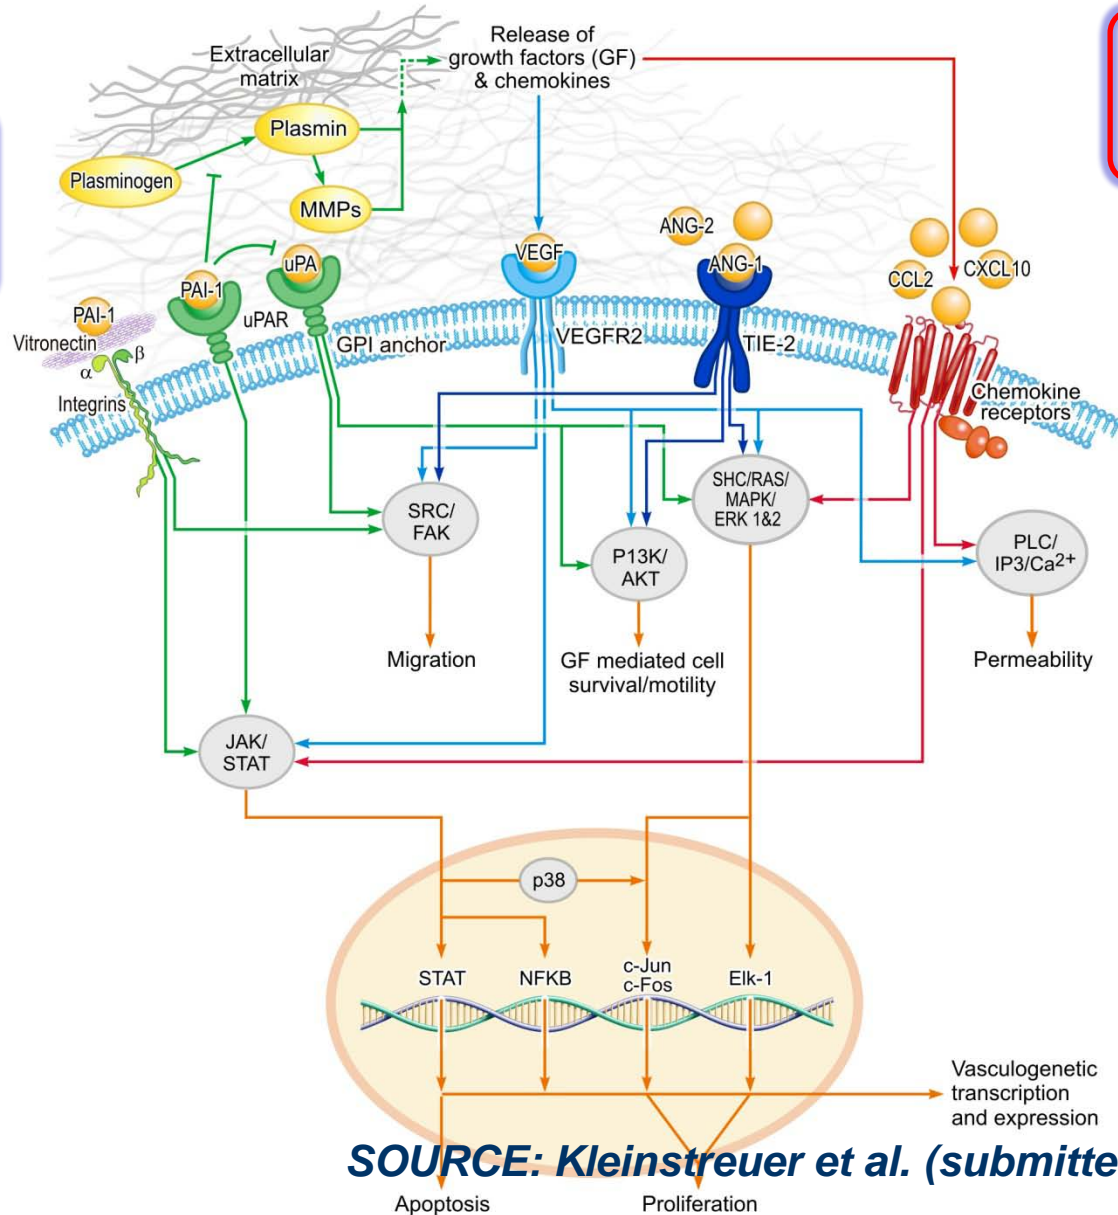 Release of
growth factors (GF)
& chemokines
Extracellular
matrix
Plasmin
Plasminogen
MMPs
ANG-2
uPA
VEGF
ANG-1
CCL2
CXCL10
PAI-1
PAI-1
uPAR
Vitronectin
GPI anchor
VEGFR2
TIE-2
α
β
Integrins
Chemokine
receptors
SRC/
FAK
P13K/
AKT
SHC/RAS/
MAPK/
ERK 1&2
PLC/
IP3/Ca2+
Migration
GF mediated cell
survival/motility
Permeability
JAK/
STAT
p38
STAT
NFKB
c-Jun
c-Fos
Elk-1
Vasculogenetic
transcription
and expression
SOURCE: Kleinstreuer et al. (submitte
Apoptosis
Proliferation